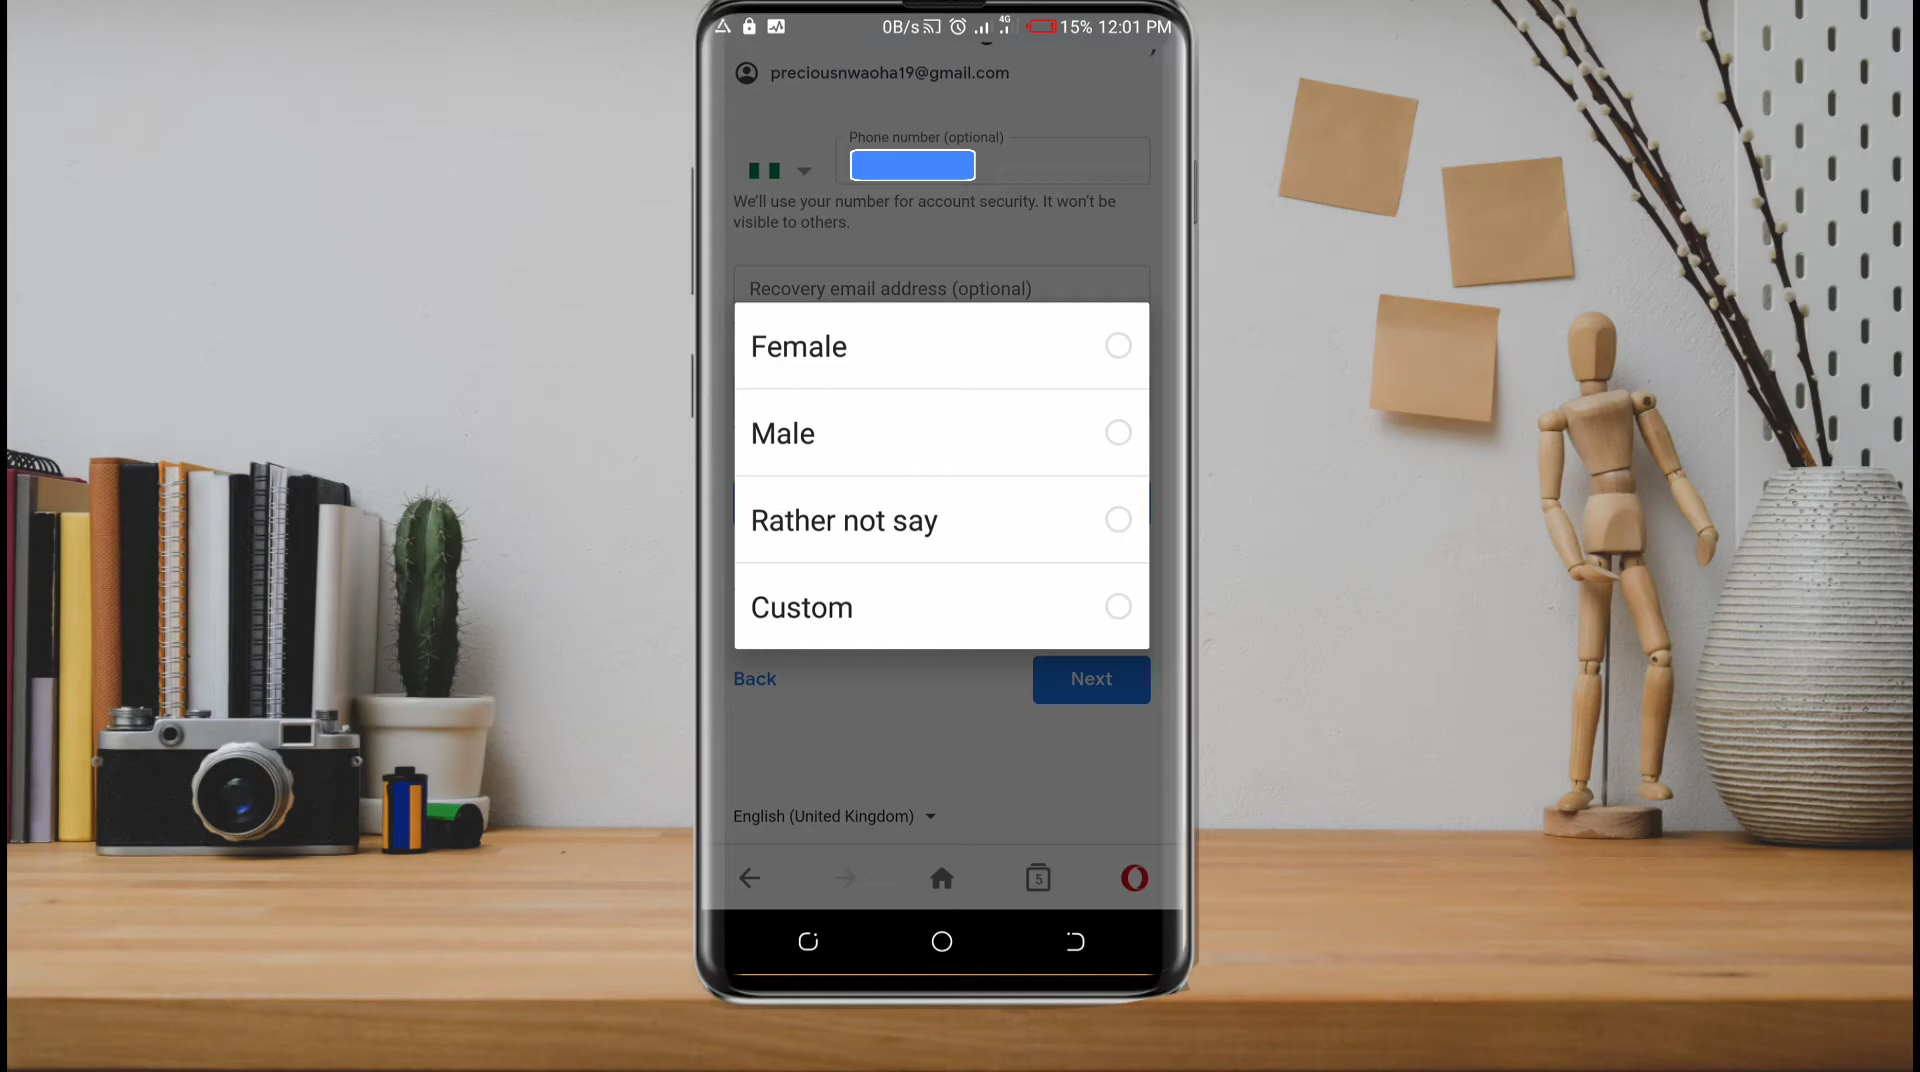 0B/s 4G 15% 12:01 PM
preciousnwaoha19@gmail.com
Phone number (optional)
We'll use your number for account security. It won't be
visible to others.
Recovery email address (optional)
Female
Male
Rather not say
Custom
Back
Next
English (United Kingdom)
5